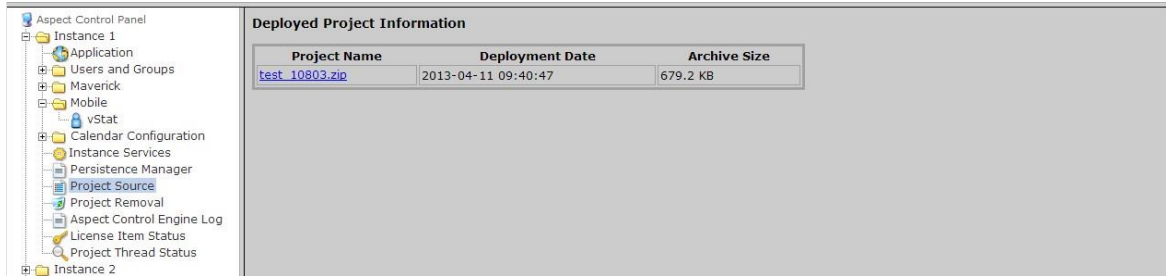 Aspect Control Panel
Instance 1
Application
Users and Groups
Maverick
Mobile
vStat
Calendar Configuration
Instance Services
Persistence Manager
Project Source
Project Removal
Aspect Control Engine Log
License Item Status
Project Thread Status
Instance 2
Deployed Project Information
Project Name Deployment Date Archive Size
test_10803.zip 2013-04-11 09:40:47 679.2 KB